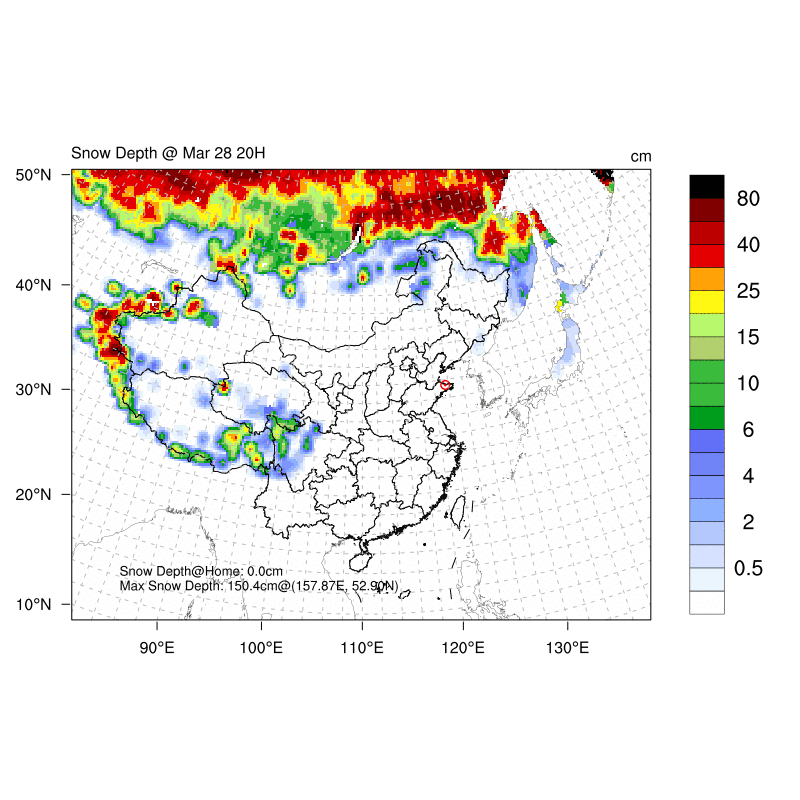 Snow Depth @ Mar 28 20H
cm
50°N
40°N
30°N
20°N
10°N
80
40
25
15
10
6
4
2
0.5
Snow Depth@Home: 0.0cm
Max Snow Depth: 150.4cm@(157.87E, 52.90N)
90°E
100°E
110°E
120°E
130°E